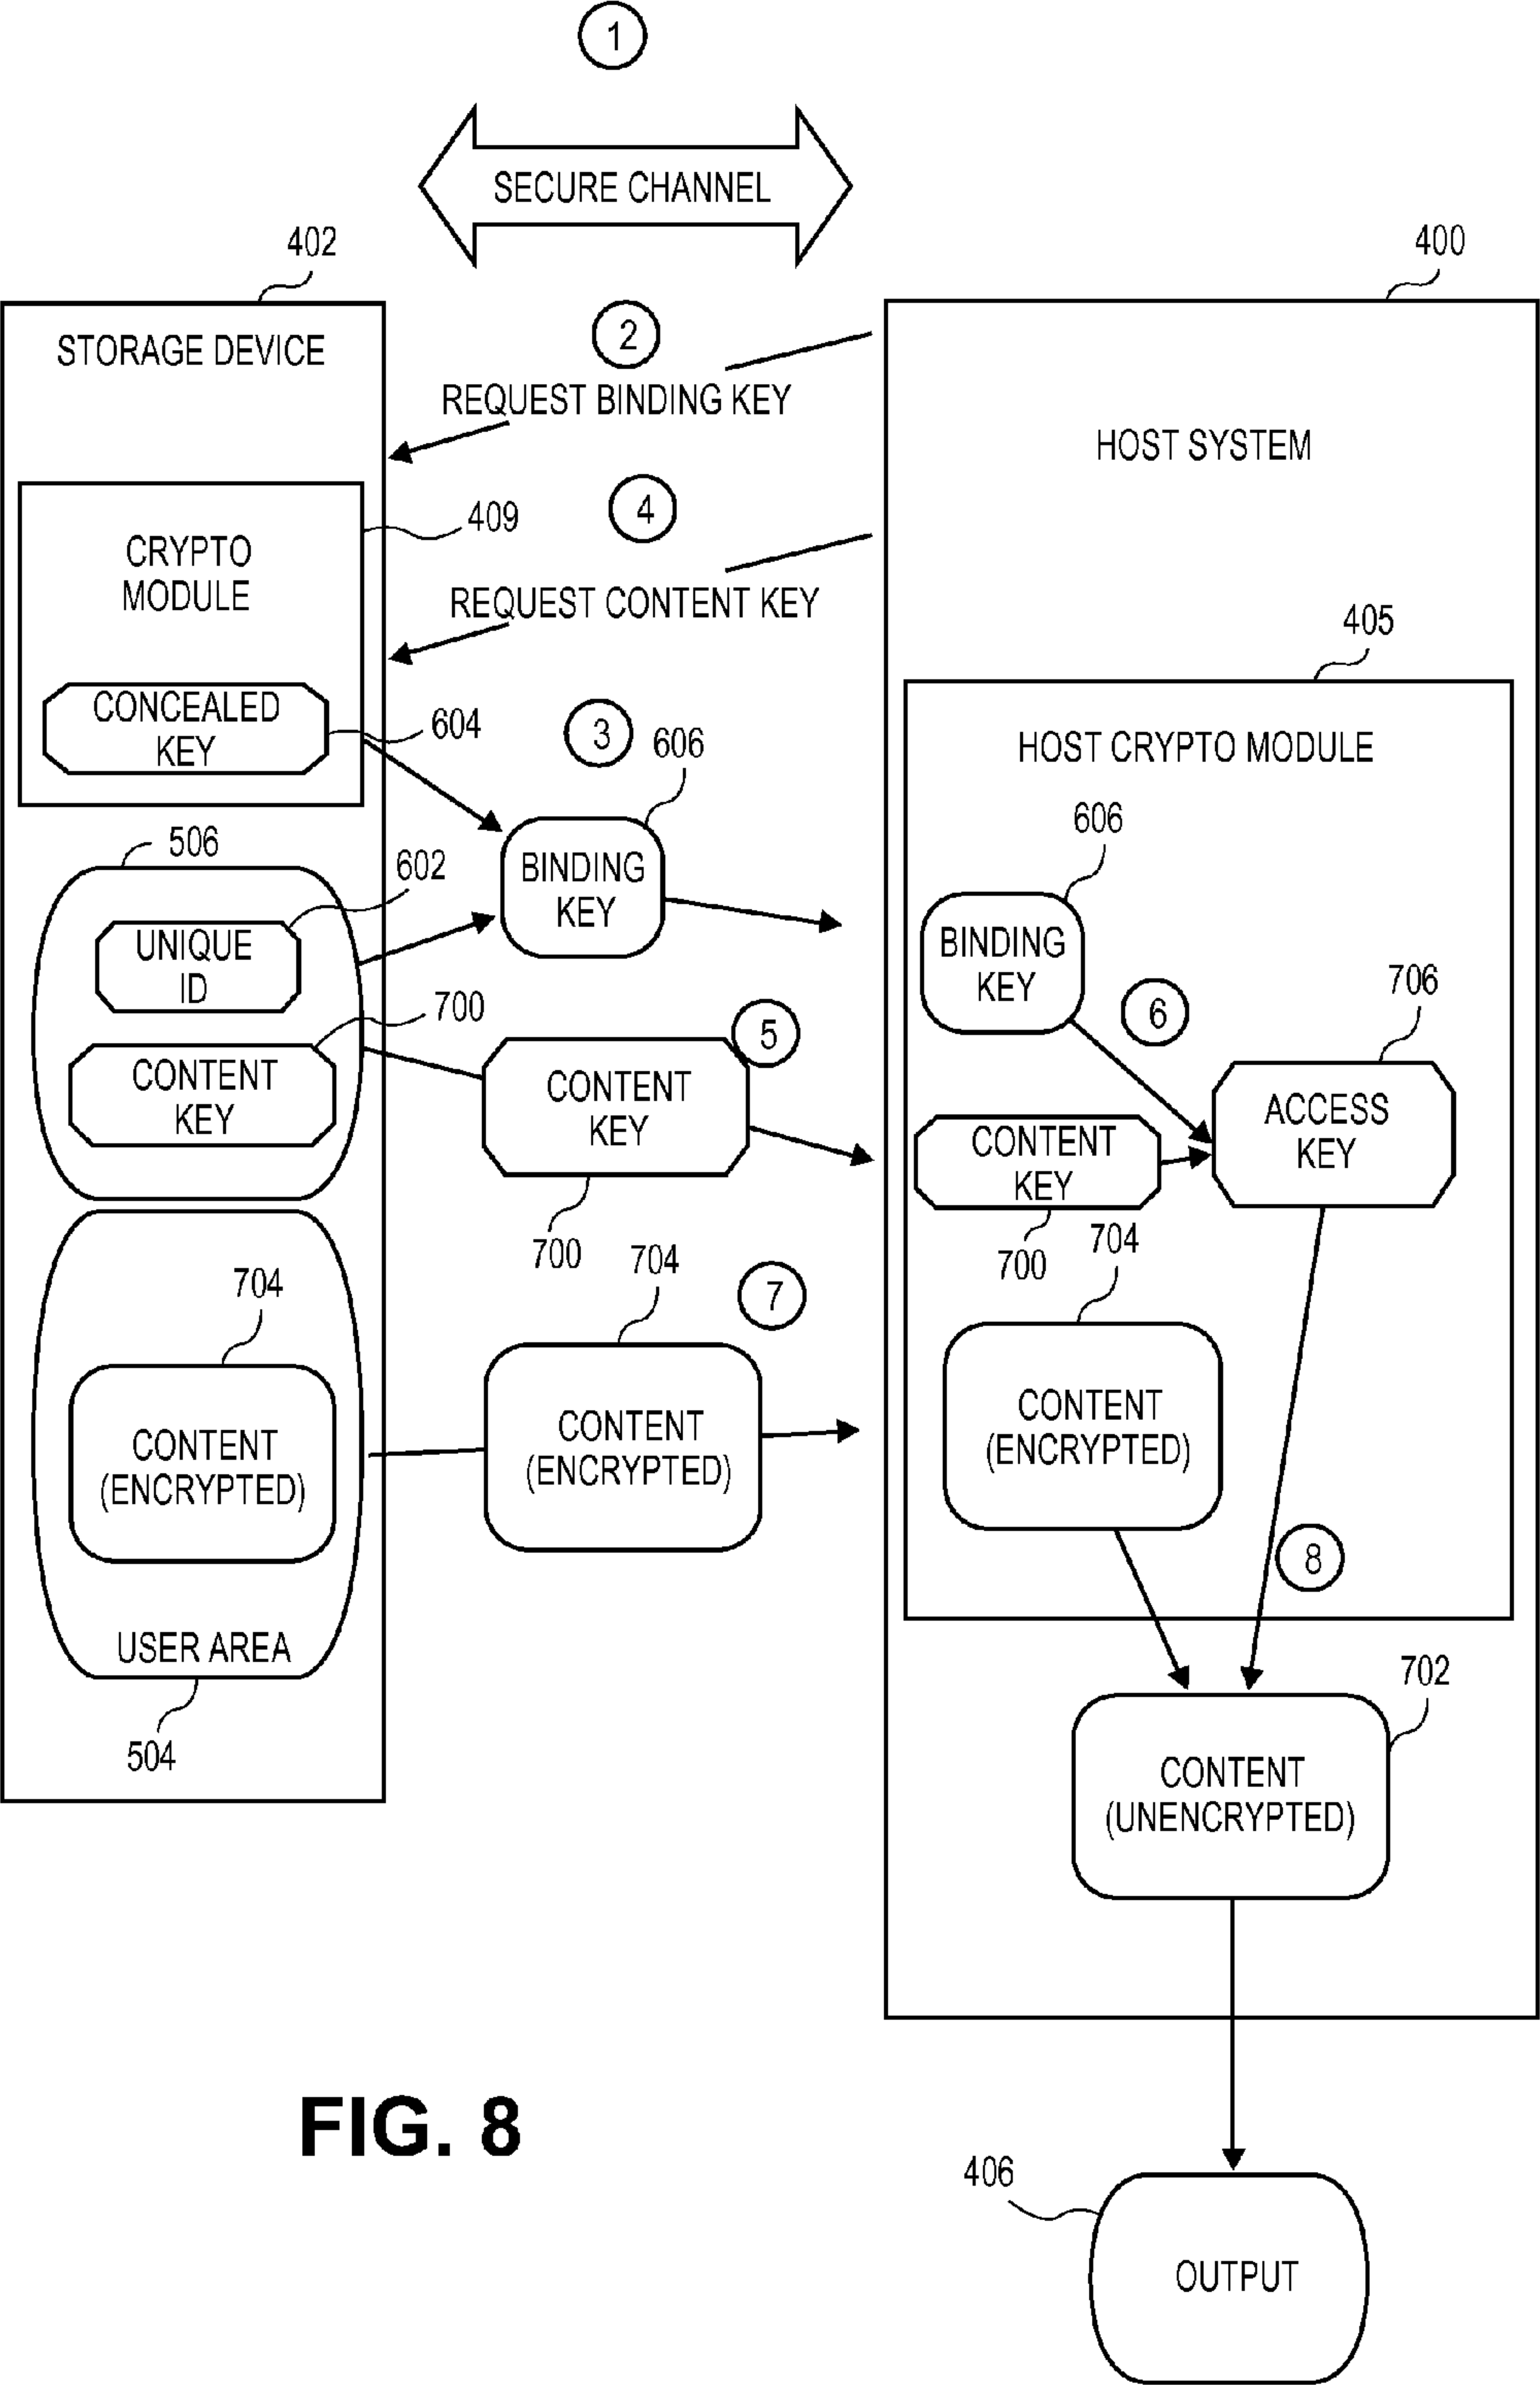 1
SECURE CHANNEL
402
400
STORAGE DEVICE
2
REQUEST BINDING KEY
HOST SYSTEM
409
4
CRYPTO
MODULE
REQUEST CONTENT KEY
405
CONCEALED
KEY
604
3
606
HOST CRYPTO MODULE
506
602
BINDING
KEY
606
UNIQUE
ID
BINDING
KEY
700
5
6
706
CONTENT
KEY
CONTENT
KEY
ACCESS
KEY
CONTENT
KEY
700
700
704
704
704
7
CONTENT
(ENCRYPTED)
CONTENT
(ENCRYPTED)
CONTENT
(ENCRYPTED)
8
USER AREA
504
702
CONTENT
(UNENCRYPTED)
FIG. 8
406
OUTPUT